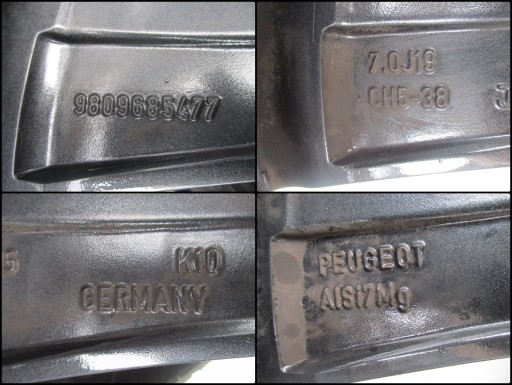 9809685477
7.0J19
CH5-38
K1Q
GERMANY
PEUGEOT
AlSi7Mg